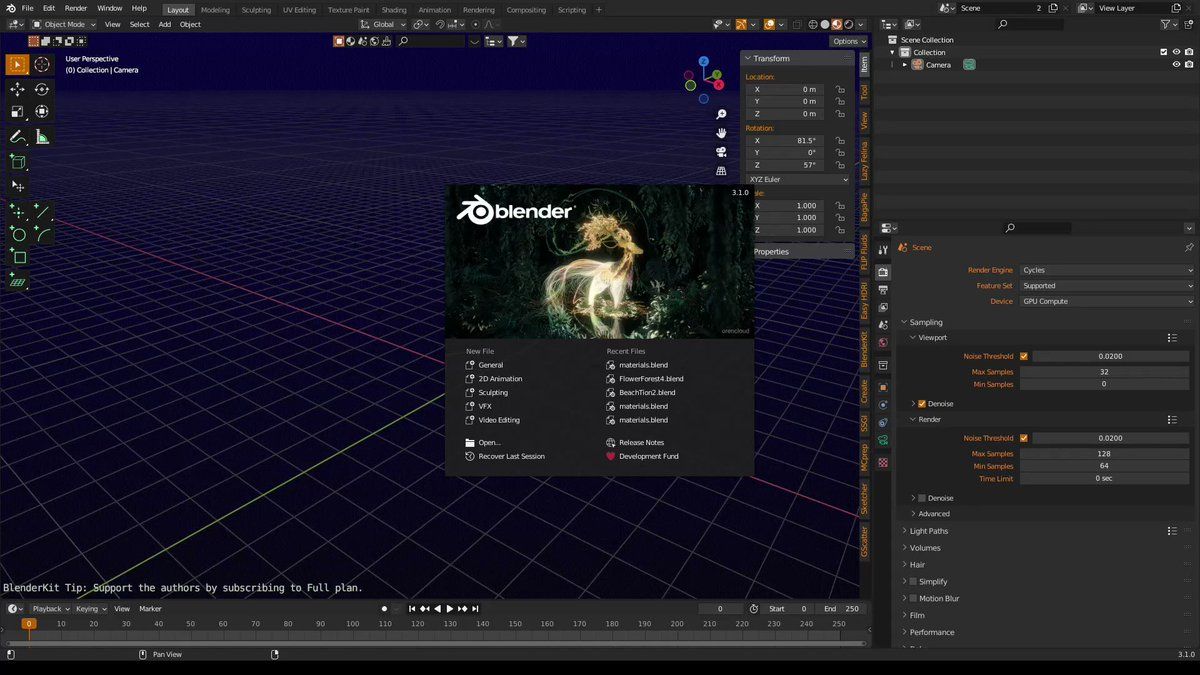 File Edit Render Window Help Layout Modeling Sculpting UV Editing Texture Paint Shading Animation Rendering Compositing Scripting + Scene 2 View Layer
Object Mode View Select Add Object Global
Options
User Perspective
(0) Collection | Camera
Transform
Location:
X 0 m
Y 0 m
Z 0 m
Rotation:
X 81.5°
Y 0°
Z 57°
XYZ Euler
X 1.000
Y 1.000
Z 1.000
Properties
Item
Tool
View
Lazy Felina
BagaPie
FLIP Fluids
Easy HDRI
BlenderKit
Create
SSGI
MCprep
Sketcher
GScatter
Z
Y
X
blender
3.1.0
orencloud
New File
General
2D Animation
Sculpting
VFX
Video Editing
Open...
Recover Last Session
Recent Files
materials.blend
FlowerForest4.blend
BeachTion2.blend
materials.blend
materials.blend
Release Notes
Development Fund
BlenderKit Tip: Support the authors by subscribing to Full plan.
Playback Keying View Marker 0 Start 0 End 250
0 10 20 30 40 50 60 70 80 90 100 110 120 130 140 150 160 170 180 190 200 210 220 230 240 250
Pan View
Scene Collection
Collection
Camera
Scene
Render Engine Cycles
Feature Set Supported
Device GPU Compute
Sampling
Viewport
Noise Threshold 0.0200
Max Samples 32
Min Samples 0
Denoise
Render
Noise Threshold 0.0200
Max Samples 128
Min Samples 64
Time Limit 0 sec
Denoise
Advanced
Light Paths
Volumes
Hair
Simplify
Motion Blur
Film
Performance
3.1.0